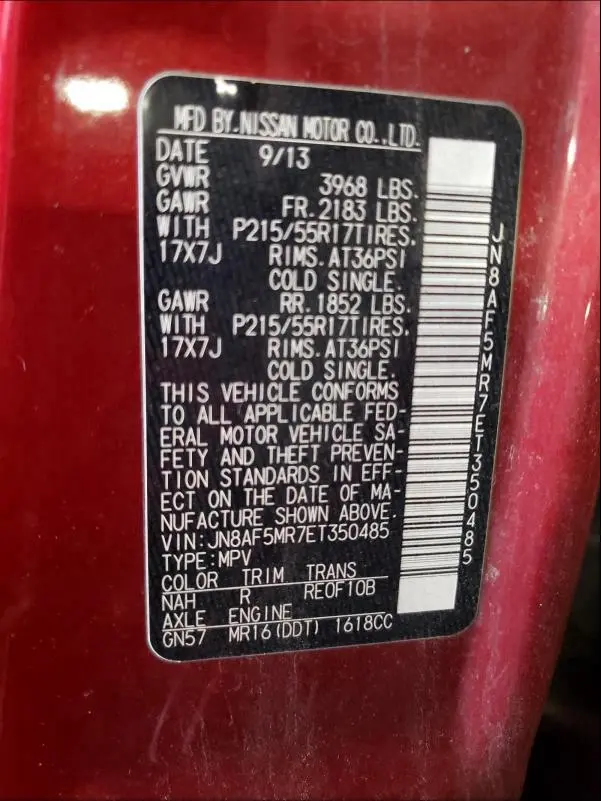 MFD BY.NISSAN MOTOR CO.,LTD.
DATE 9/13
GVWR 3968 LBS.
GAWR FR.2183 LBS.
WITH P215/55R17TIRES.
17X7J RIMS.AT36PSI
COLD SINGLE.
GAWR RR.1852 LBS.
WITH P215/55R17TIRES.
17X7J RIMS.AT36PSI
COLD SINGLE.
THIS VEHICLE CONFORMS
TO ALL APPLICABLE FED-
ERAL MOTOR VEHICLE SA-
FETY AND THEFT PREVEN-
TION STANDARDS IN EFF-
ECT ON THE DATE OF MA-
NUFACTURE SHOWN ABOVE.
VIN:JN8AF5MR7ET350485
TYPE:MPV
COLOR TRIM TRANS
NAH R RE0F10B
AXLE ENGINE
GN57 MR16(DDT) 1618CC
JN8AF5MR7ET350485